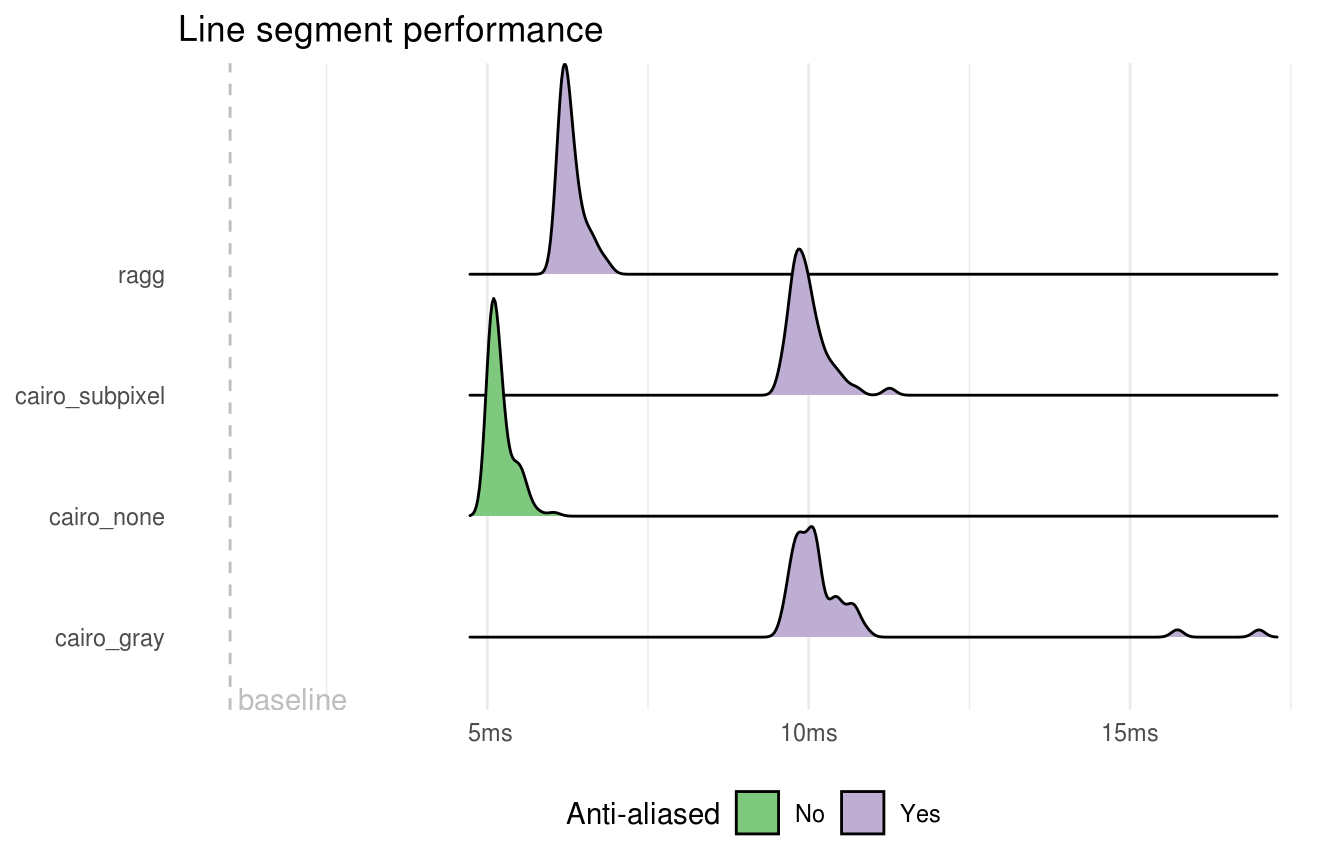 Line segment performance
ragg
cairo_subpixel
cairo_none
cairo_gray
baseline
5ms 10ms 15ms
Anti-aliased No Yes